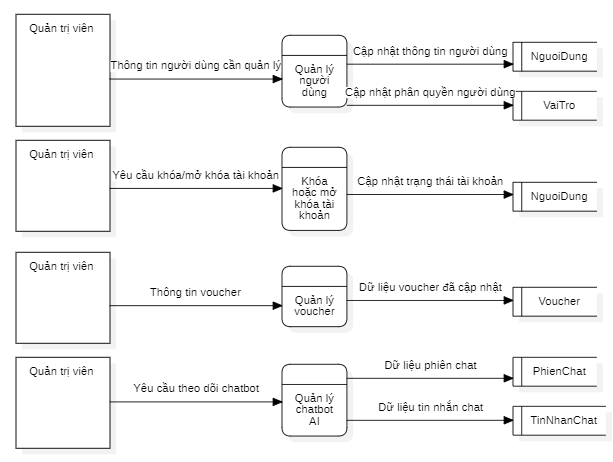 Quản trị viên
Thông tin người dùng cần quản lý
Quản lý
người
dùng
Cập nhật thông tin người dùng
NguoiDung
Cập nhật phân quyền người dùng
VaiTro
Quản trị viên
Yêu cầu khóa/mở khóa tài khoản
Khóa
hoặc mở
khóa tài
khoản
Cập nhật trạng thái tài khoản
NguoiDung
Quản trị viên
Thông tin voucher
Quản lý
voucher
Dữ liệu voucher đã cập nhật
Voucher
Quản trị viên
Yêu cầu theo dõi chatbot
Quản lý
chatbot
AI
Dữ liệu phiên chat
PhienChat
Dữ liệu tin nhắn chat
TinNhanChat